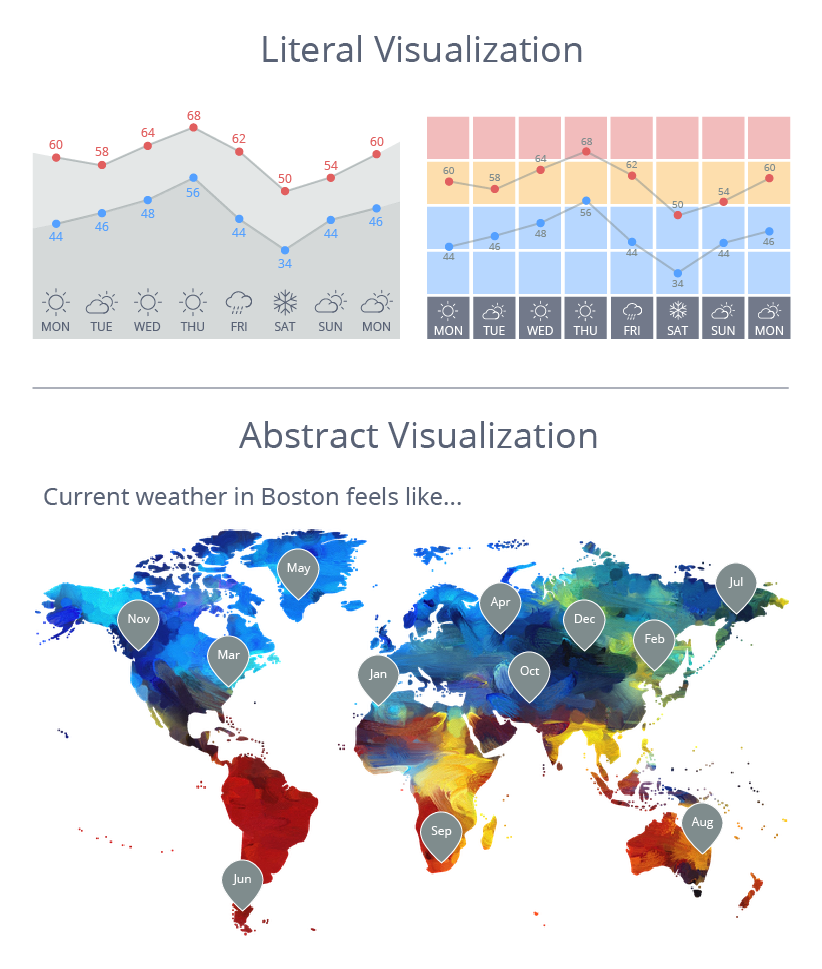 Literal Visualization
60 58 64 68 62 50 54 60
44 46 48 56 44 34 44 46
MON TUE WED THU FRI SAT SUN MON
60 58 64 68 62 50 54 60
44 46 48 56 44 34 44 46
MON TUE WED THU FRI SAT SUN MON
Abstract Visualization
Current weather in Boston feels like...
May
Jul
Apr
Nov
Dec
Feb
Mar
Jan
Oct
Aug
Sep
Jun